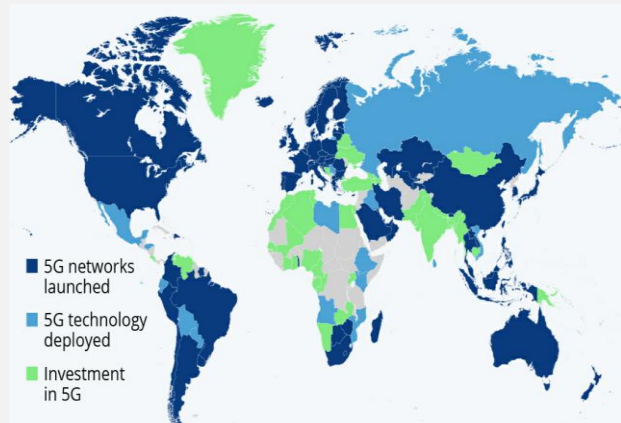 5G networks
launched
5G technology
deployed
Investment
in 5G